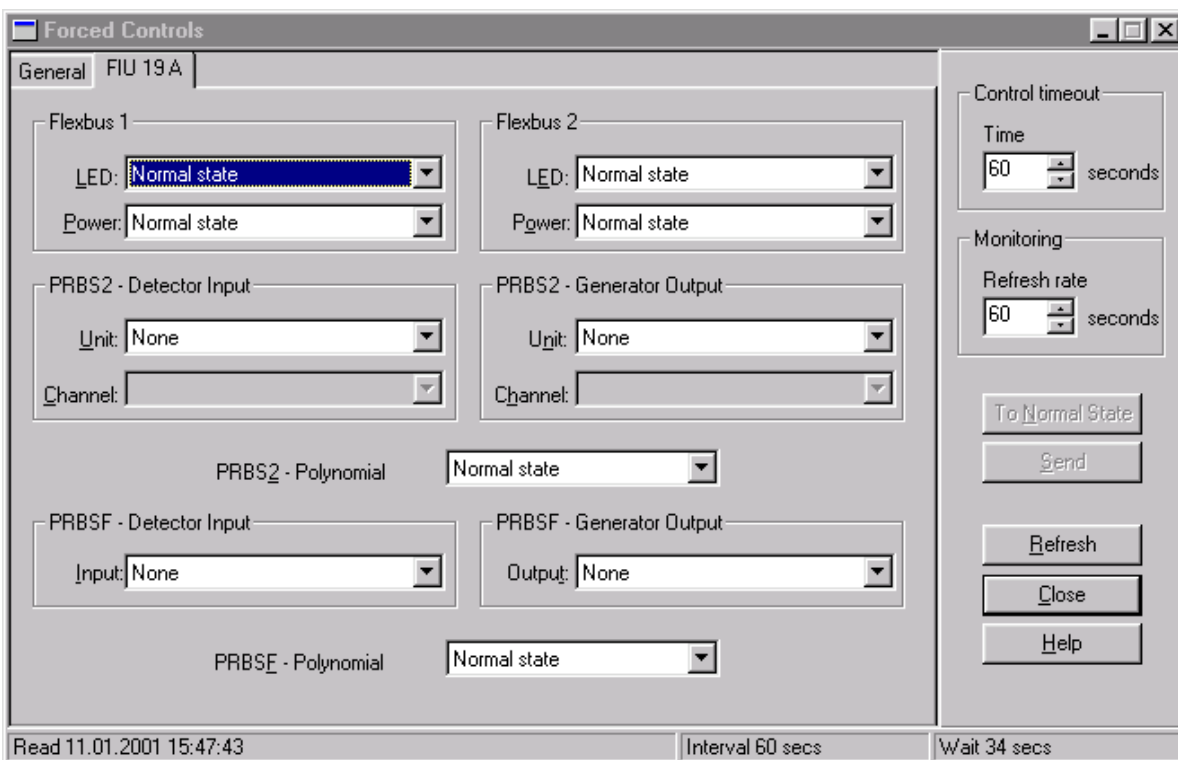 Forced Controls
General FIU 19 A
Flexbus 1
LED: Normal state
Power: Normal state
Flexbus 2
LED: Normal state
Power: Normal state
PRBS2 - Detector Input
Unit: None
Channel:
PRBS2 - Generator Output
Unit: None
Channel:
PRBS2 - Polynomial Normal state
PRBSF - Detector Input
Input: None
PRBSF - Generator Output
Output: None
PRBSF - Polynomial Normal state
Control timeout
Time
60 seconds
Monitoring
Refresh rate
60 seconds
To Normal State
Send
Refresh
Close
Help
Read 11.01.2001 15:47:43 Interval 60 secs Wait 34 secs